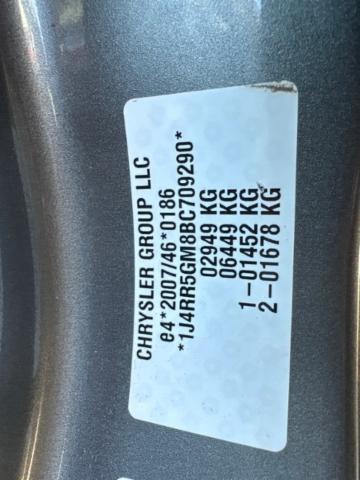 CHRYSLER GROUP LLC
e4*2007/46*0186
*1J4RR5GM8BC709290*
02949 KG
06449 KG
1-01452 KG
2-01678 KG